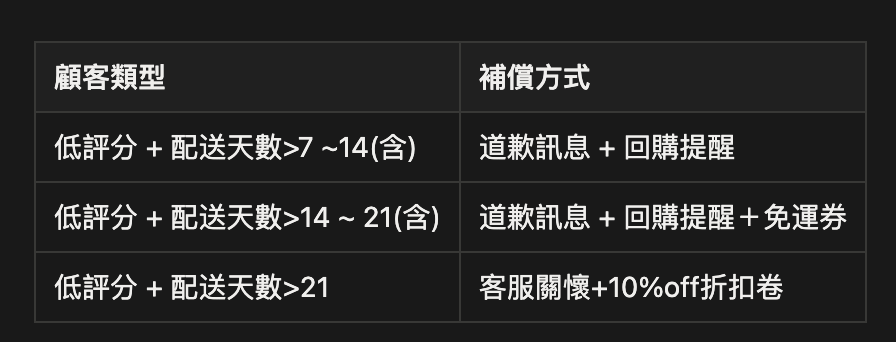 顧客類型 補償方式
低評分 + 配送天數>7 ~14(含) 道歉訊息 + 回購提醒
低評分 + 配送天數>14 ~ 21(含) 道歉訊息 + 回購提醒＋免運券
低評分 + 配送天數>21 客服關懷+10%off折扣卷